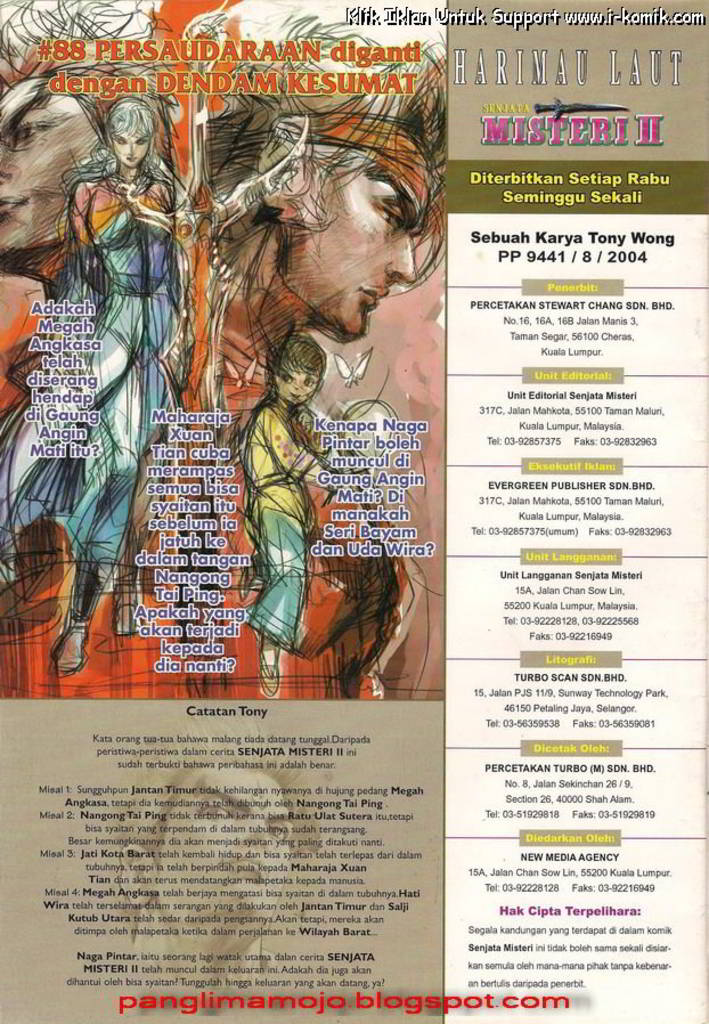 Klik Iklan Untuk Support www.i-komik.com
#88 PERSAUDARAAN diganti
dengan DENDAM KESUMAT
Adakah
Megah
Angkasa
telah
diserang
hendap
di Gaung
Angin
Mati itu?
Maharaja
Xuan
Tian cuba
merampas
semua bisa
syaitan itu
sebelum ia
jatuh ke
dalam tangan
Nangong
Tai Ping.
Apakah yang
akan terjadi
kepada
dia nanti?
Kenapa Naga
Pintar boleh
muncul di
Gaung Angin
Mati? Di
manakah
Seri Bayam
dan Uda Wira?
Catatan Tony
Kata orang tua-tua bahawa malang tiada datang tunggal.Daripada
peristiwa-peristiwa dalam cerita SENJATA MISTERI II ini
sudah terbukti bahawa peribahasa ini adalah benar.
Misal 1: Sungguhpun Jantan Timur tidak kehilangan nyawanya di hujung pedang Megah
Angkasa, tetapi dia kemudiannya telah dibunuh oleh Nangong Tai Ping .
Misal 2: Nangong Tai Ping tidak terbunuh kerana bisa Ratu Ulat Sutera itu,tetapi
bisa syaitan yang terpendam di dalam tubuhnya sudah terangsang.
Besar kemungkinannya dia akan menjadi syaitan yang paling ditakuti nanti.
Misal 3: Jati Kota Barat telah kembali hidup dan bisa syaitan telah terlepas dari dalam
tubuhnya, tetapi ia telah berpindah pula kepada Maharaja Xuan
Tian dan akan terus mendatangkan malapetaka kepada manusia.
Misal 4: Megah Angkasa telah berjaya mengatasi bisa syaitan di dalam tubuhnya.Hati
Wira telah terselamat dalam serangan yang dilakukan oleh Jantan Timur dan Salji
Kutub Utara telah sedar daripada pengsannya.Akan tetapi, mereka akan
ditimpa oleh malapetaka ketika dalam perjalanan ke Wilayah Barat...
Naga Pintar, iaitu seorang lagi watak utama dalan cerita SENJATA
MISTERI II telah muncul dalam keluaran ini. Adakah dia juga akan
dihantui oleh bisa syaitan? Tunggulah hingga keluaran yang akan datang, ya?
HARIMAU LAUT
SENJATA
MISTERI II
Diterbitkan Setiap Rabu
Seminggu Sekali
Sebuah Karya Tony Wong
PP 9441 / 8 / 2004
Penerbit:
PERCETAKAN STEWART CHANG SDN. BHD.
No.16, 16A, 16B Jalan Manis 3,
Taman Segar, 56100 Cheras,
Kuala Lumpur.
Unit Editorial:
Unit Editorial Senjata Misteri
317C, Jalan Mahkota, 55100 Taman Maluri,
Kuala Lumpur, Malaysia.
Tel: 03-92857375 Faks: 03-92832963
Eksekutif Iklan:
EVERGREEN PUBLISHER SDN.BHD.
317C, Jalan Mahkota, 55100 Taman Maluri,
Kuala Lumpur, Malaysia.
Tel: 03-92857375(umum) Faks: 03-92832963
Unit Langganan:
Unit Langganan Senjata Misteri
15A, Jalan Chan Sow Lin,
55200 Kuala Lumpur, Malaysia.
Tel: 03-92228128, 03-92225568
Faks: 03-92216949
Litografi:
TURBO SCAN SDN.BHD.
15, Jalan PJS 11/9, Sunway Technology Park,
46150 Petaling Jaya, Selangor.
Tel: 03-56359538 Faks: 03-56359081
Dicetak Oleh:
PERCETAKAN TURBO (M) SDN. BHD.
No. 8, Jalan Sekinchan 26 / 9,
Section 26, 40000 Shah Alam.
Tel: 03-51929818 Faks: 03-51929819
Diedarkan Oleh:
NEW MEDIA AGENCY
15A, Jalan Chan Sow Lin, 55200 Kuala Lumpur.
Tel: 03-92228128 Faks: 03-92216949
Hak Cipta Terpelihara:
Segala kandungan yang terdapat di dalam komik
Senjata Misteri ini tidak boleh sama sekali disiar-
kan semula oleh mana-mana pihak tanpa kebenar-
an bertulis daripada penerbit.
panglimamojo.blogspot.com